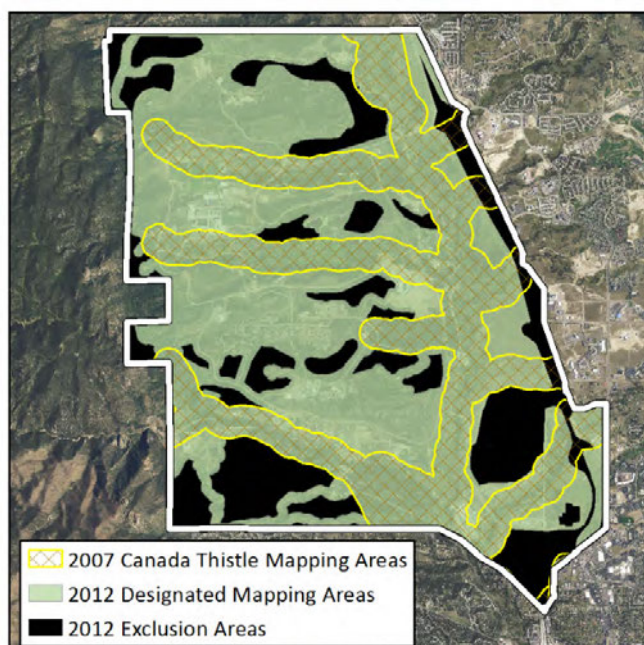 2007 Canada Thistle Mapping Areas
2012 Designated Mapping Areas
2012 Exclusion Areas